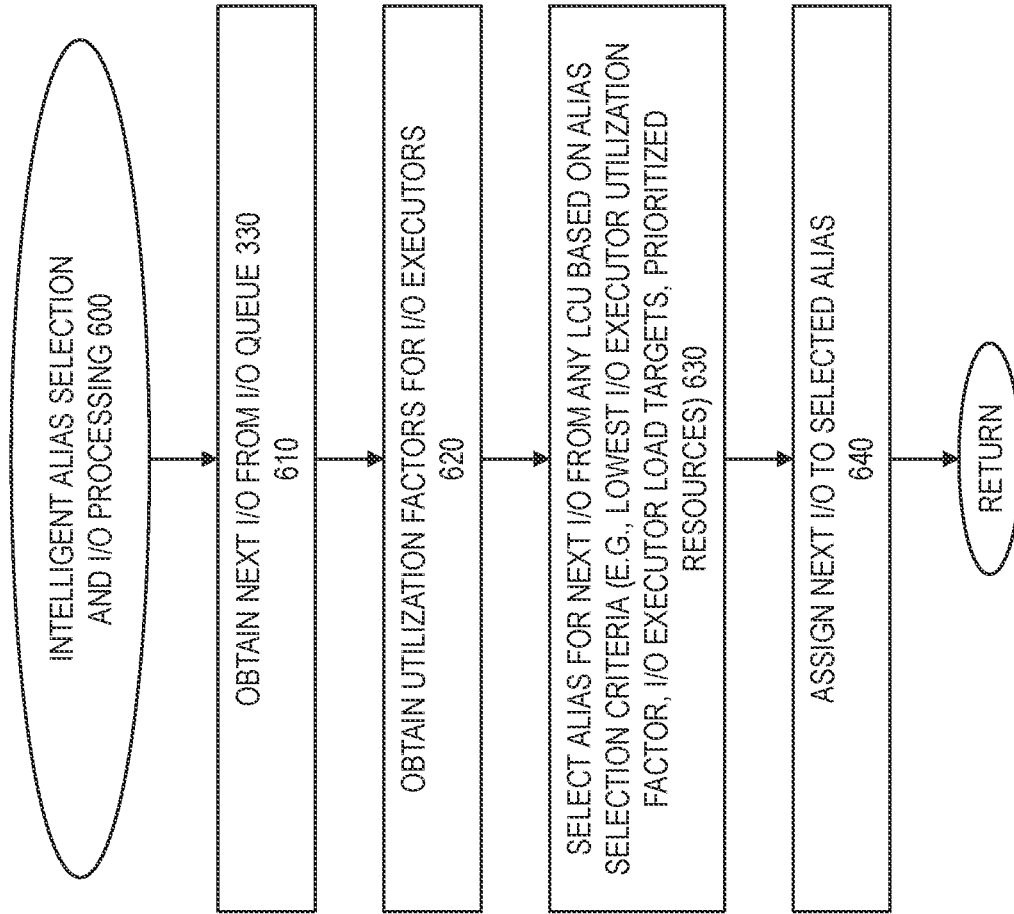 INTELLIGENT ALIAS SELECTION
AND I/O PROCESSING 600
OBTAIN NEXT I/O FROM I/O QUEUE 330
610
OBTAIN UTILIZATION FACTORS FOR I/O EXECUTORS
620
SELECT ALIAS FOR NEXT I/O FROM ANY LCU BASED ON ALIAS
SELECTION CRITERIA (E.G., LOWEST I/O EXECUTOR UTILIZATION
FACTOR, I/O EXECUTOR LOAD TARGETS, PRIORITIZED
RESOURCES) 630
ASSIGN NEXT I/O TO SELECTED ALIAS
640
RETURN